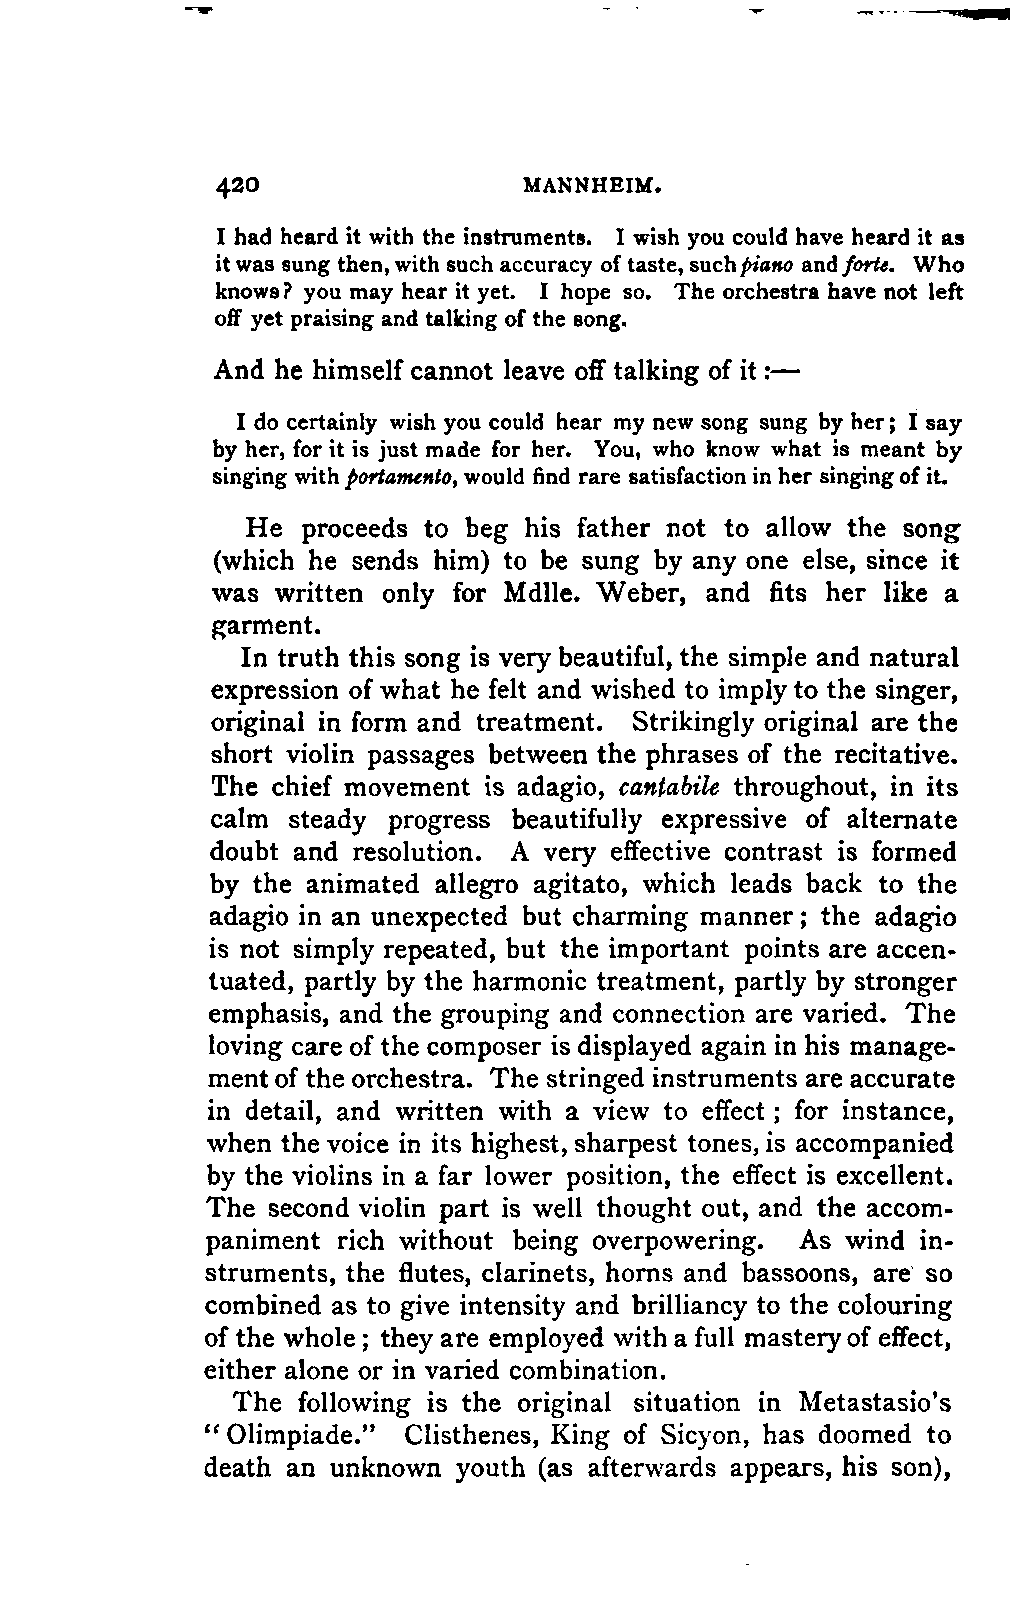 420 MANNHEIM.
I had heard it with the instruments. I wish you could have heard it as
it was sung then, with such accuracy of taste, such piano and forte. Who
knows? you may hear it yet. I hope so. The orchestra have not left
off yet praising and talking of the song.
And he himself cannot leave off talking of it :—
I do certainly wish you could hear my new song sung by her; I say
by her, for it is just made for her. You, who know what is meant by
singing with portamento, would find rare satisfaction in her singing of it.
He proceeds to beg his father not to allow the song
(which he sends him) to be sung by any one else, since it
was written only for Mdlle. Weber, and fits her like a
garment.
In truth this song is very beautiful, the simple and natural
expression of what he felt and wished to imply to the singer,
original in form and treatment. Strikingly original are the
short violin passages between the phrases of the recitative.
The chief movement is adagio, cantabile throughout, in its
calm steady progress beautifully expressive of alternate
doubt and resolution. A very effective contrast is formed
by the animated allegro agitato, which leads back to the
adagio in an unexpected but charming manner; the adagio
is not simply repeated, but the important points are accen-
tuated, partly by the harmonic treatment, partly by stronger
emphasis, and the grouping and connection are varied. The
loving care of the composer is displayed again in his manage-
ment of the orchestra. The stringed instruments are accurate
in detail, and written with a view to effect; for instance,
when the voice in its highest, sharpest tones, is accompanied
by the violins in a far lower position, the effect is excellent.
The second violin part is well thought out, and the accom-
paniment rich without being overpowering. As wind in-
struments, the flutes, clarinets, horns and bassoons, are so
combined as to give intensity and brilliancy to the colouring
of the whole; they are employed with a full mastery of effect,
either alone or in varied combination.
The following is the original situation in Metastasio's
"Olimpiade." Clisthenes, King of Sicyon, has doomed to
death an unknown youth (as afterwards appears, his son),